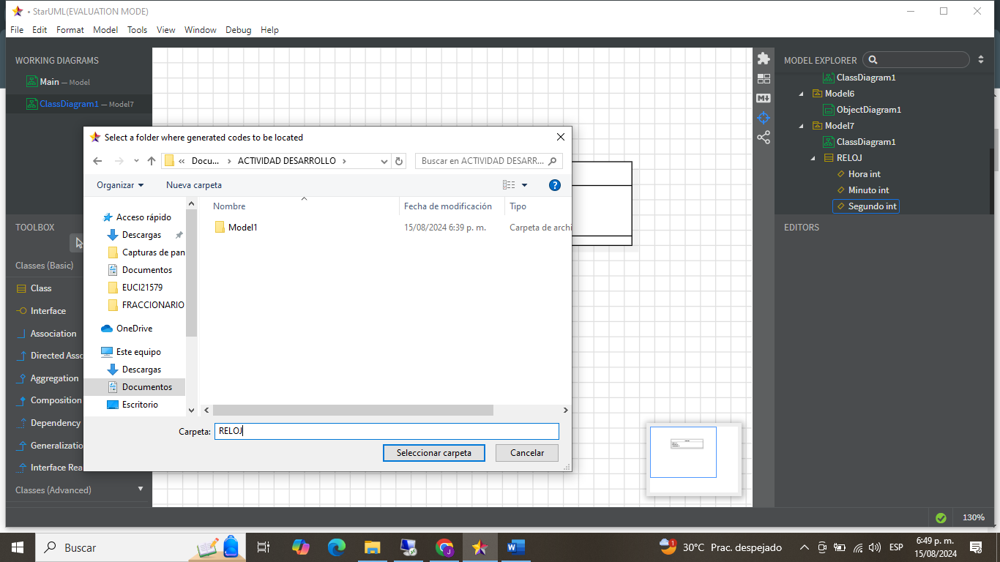 • StarUML(EVALUATION MODE)
File Edit Format Model Tools View Window Debug Help
WORKING DIAGRAMS
Main — Model
ClassDiagram1 — Model7
TOOLBOX
Classes (Basic)
Class
Interface
Association
Directed Asso
Aggregation
Composition
Dependency
Generalizatio
Interface Rea
Classes (Advanced)
Select a folder where generated codes to be located
« Docu... › ACTIVIDAD DESARROLLO ›
Buscar en ACTIVIDAD DESARR...
Organizar Nueva carpeta
?
Nombre Fecha de modificación Tipo
Model1 15/08/2024 6:39 p. m. Carpeta de archi
Acceso rápido
Descargas
Capturas de pan
Documentos
EUCI21579
FRACCIONARIO
OneDrive
Este equipo
Descargas
Documentos
Escritorio
Carpeta: RELOJ
Seleccionar carpeta Cancelar
M
MODEL EXPLORER
ClassDiagram1
Model6
ObjectDiagram1
Model7
ClassDiagram1
RELOJ
Hora int
Minuto int
Segundo int
EDITORS
130%
Buscar
J
W
1
30°C Prac. despejado
ESP
6:49 p. m.
15/08/2024